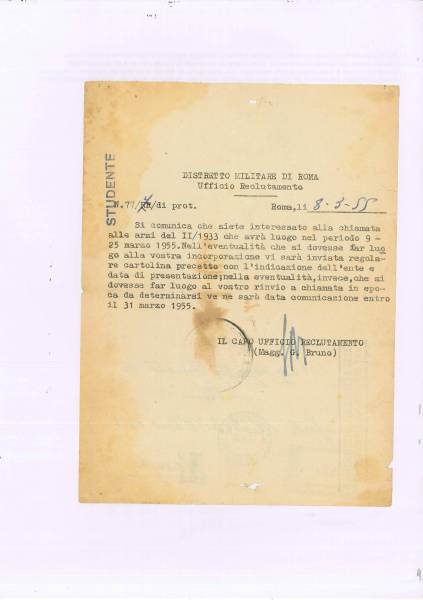 STUDENTE
DISTRETTO MILITARE DI ROMA
Ufficio Reclutamento
N.71/ /di prot. Roma,li 8-3-55
Si comunica che siete interessato alla chiamata
alle armi del II/1933 che avrà luogo nel periodo 9 -
25 marzo 1955.Nell'eventualità che si dovesse far luo
go alla vostra incorporazione vi sarà inviata regola-
re cartolina precetto con l'indicazione dell'ente e
data di presentazione;nella eventualità,invece,che si
dovesse far luogo al vostro rinvio a chiamata in epo-
ca da determinarsi ve ne sarà data comunicazione entro
il 31 marzo 1955.
IL CAPO UFFICIO RECLUTAMENTO
(Magg. G. Bruno)